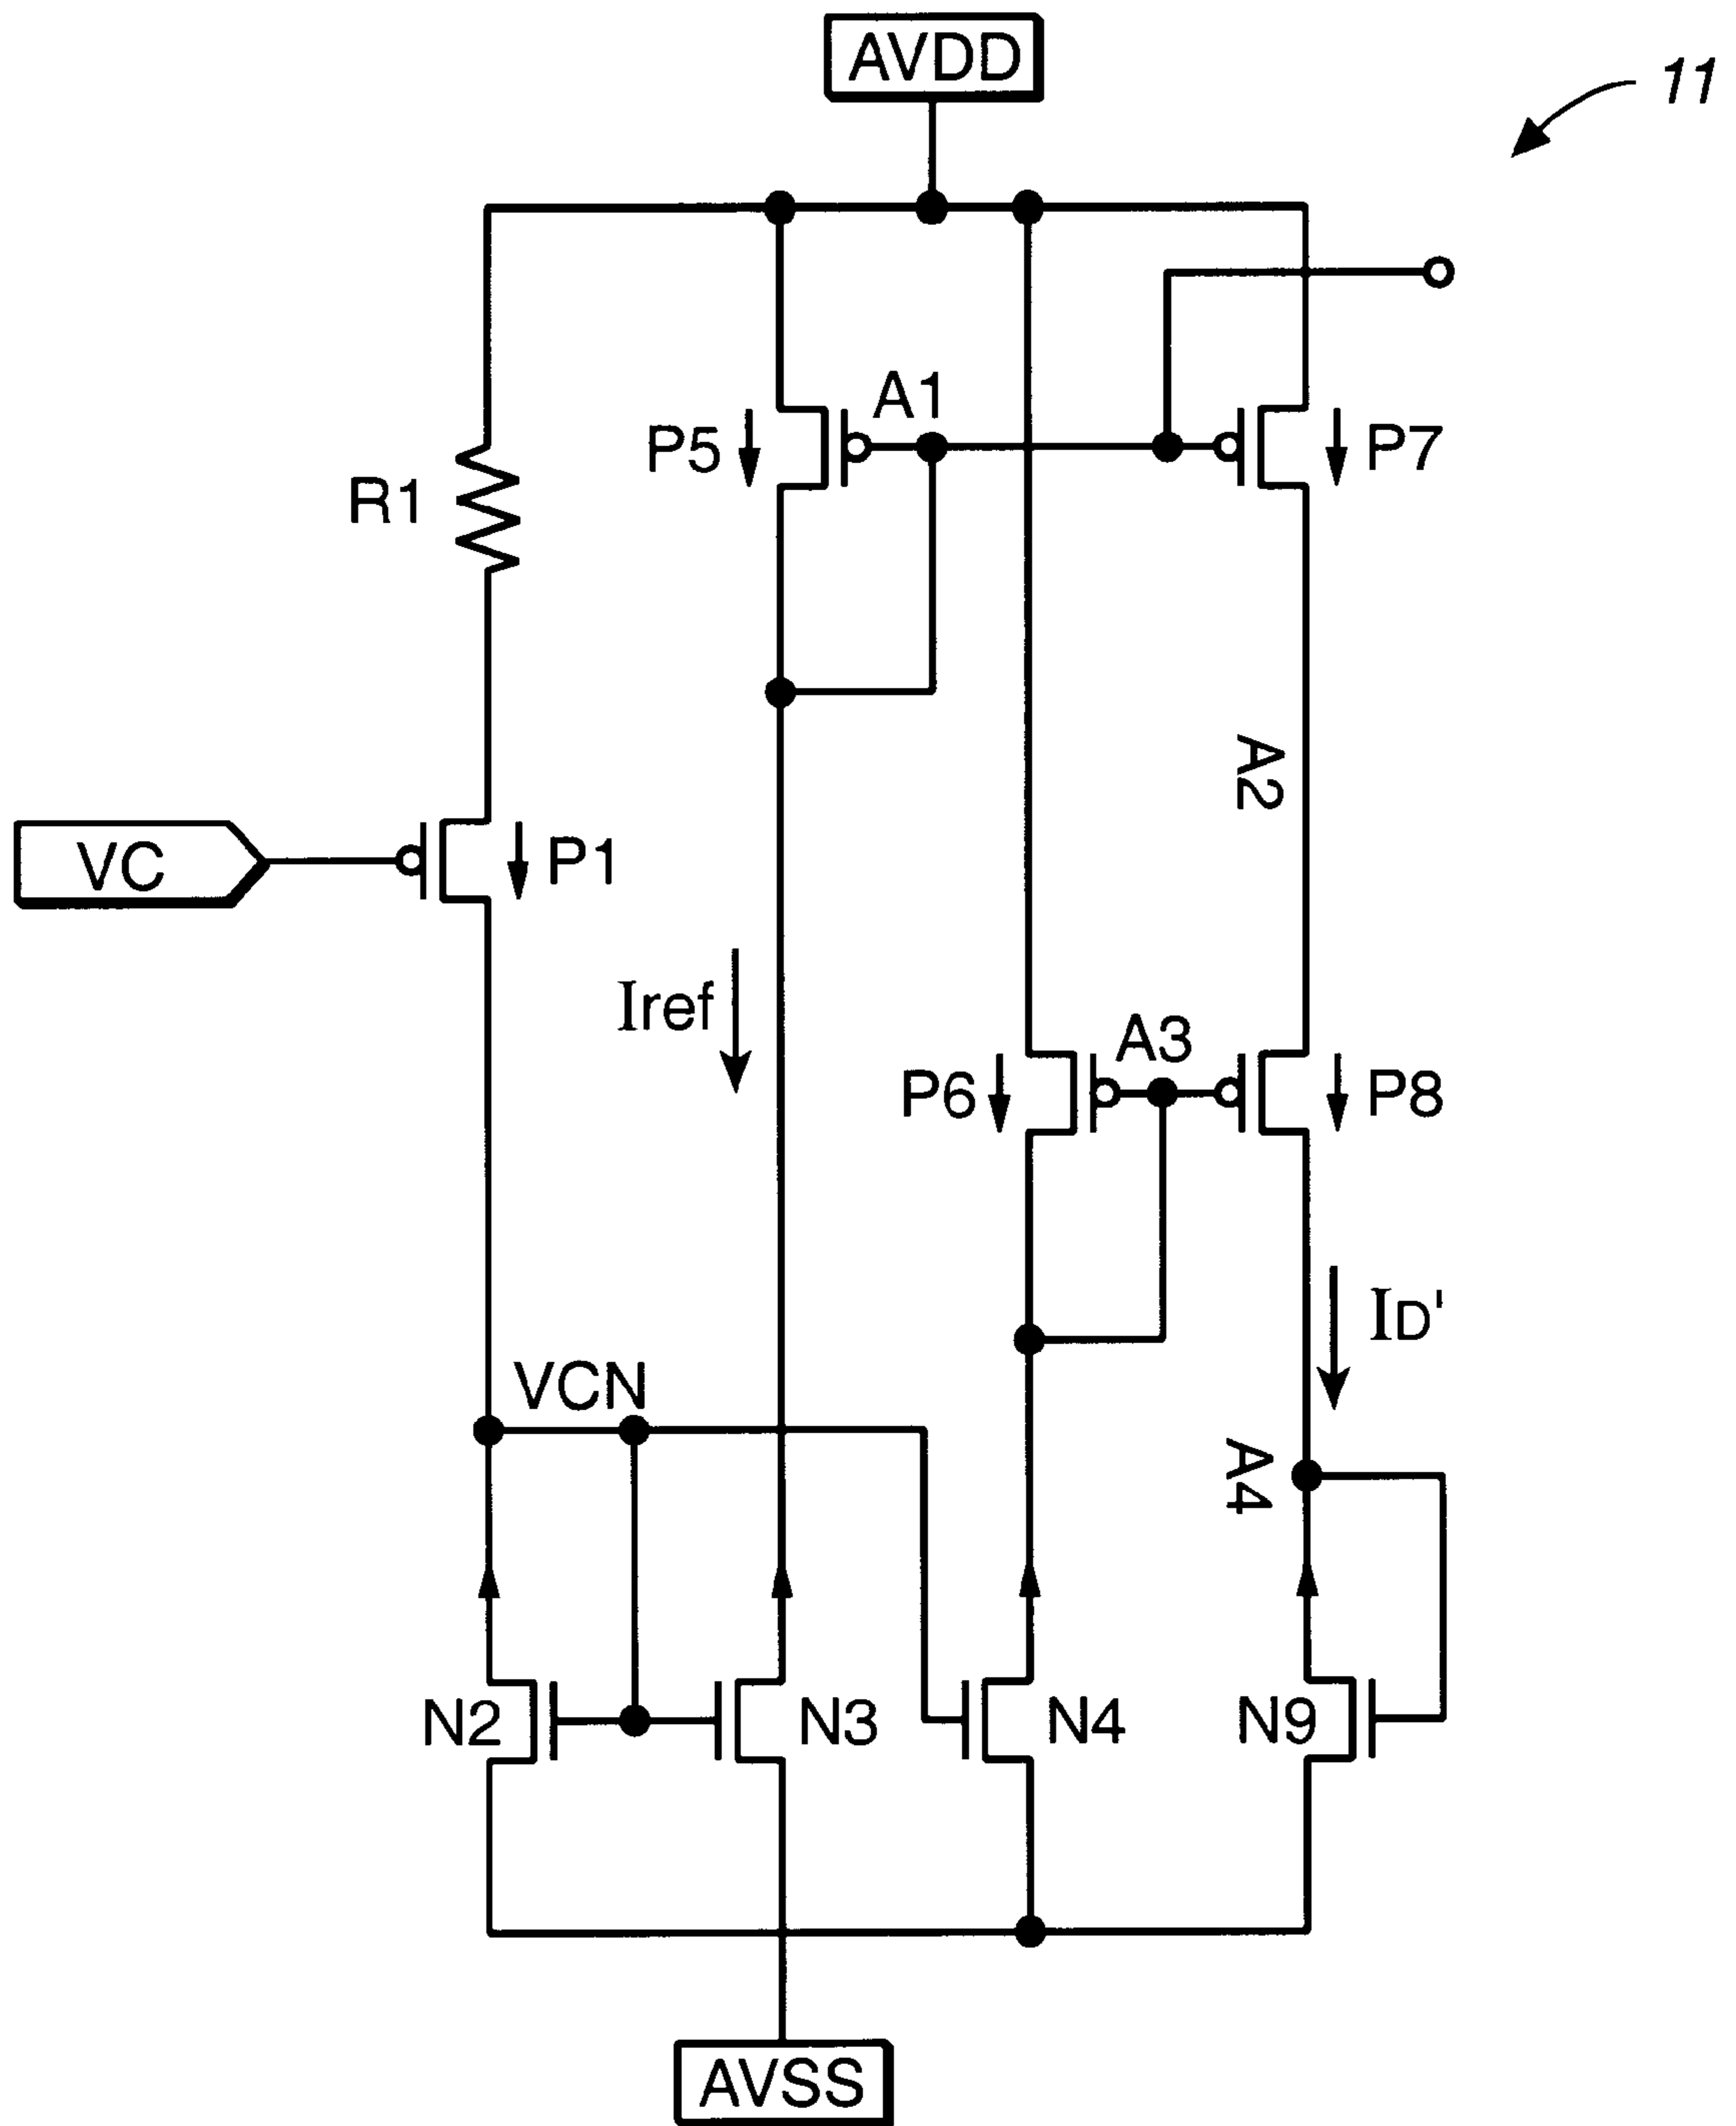 AVDD
11
A1
P5
P7
R1
A2
VC
P1
Iref
A3
P6
P8
ID'
VCN
A4
N2
N3
N4
N9
AVSS